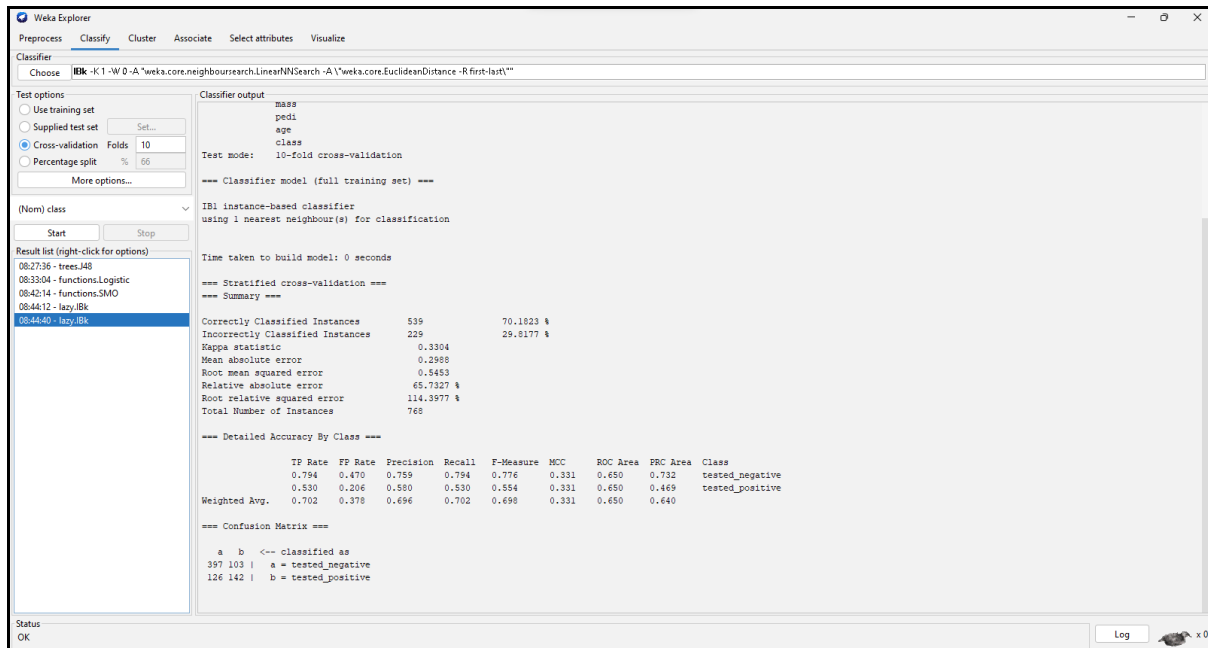 Weka Explorer
Preprocess Classify Cluster Associate Select attributes Visualize
Classifier
Choose IBk -K 1 -W 0 -A "weka.core.neighboursearch.LinearNNSearch -A \"weka.core.EuclideanDistance -R first-last\""
Test options
Use training set
Supplied test set Set...
Cross-validation Folds 10
Percentage split % 66
More options...
(Nom) class
Start Stop
Result list (right-click for options)
08:27:36 - trees.J48
08:33:04 - functions.Logistic
08:42:14 - functions.SMO
08:44:12 - lazy.IBk
08:44:40 - lazy.IBk
Classifier output
mass
pedi
age
class
Test mode: 10-fold cross-validation
=== Classifier model (full training set) ===
IB1 instance-based classifier
using 1 nearest neighbour(s) for classification
Time taken to build model: 0 seconds
=== Stratified cross-validation ===
=== Summary ===
Correctly Classified Instances 539 70.1823 %
Incorrectly Classified Instances 229 29.8177 %
Kappa statistic 0.3304
Mean absolute error 0.2988
Root mean squared error 0.5453
Relative absolute error 65.7327 %
Root relative squared error 114.3977 %
Total Number of Instances 768
=== Detailed Accuracy By Class ===
TP Rate FP Rate Precision Recall F-Measure MCC ROC Area PRC Area Class
0.794 0.470 0.759 0.794 0.776 0.331 0.650 0.732 tested_negative
0.530 0.206 0.580 0.530 0.554 0.331 0.650 0.469 tested_positive
Weighted Avg. 0.702 0.378 0.696 0.702 0.698 0.331 0.650 0.640
=== Confusion Matrix ===
a b <-- classified as
397 103 | a = tested_negative
126 142 | b = tested_positive
Status
OK
Log x 0